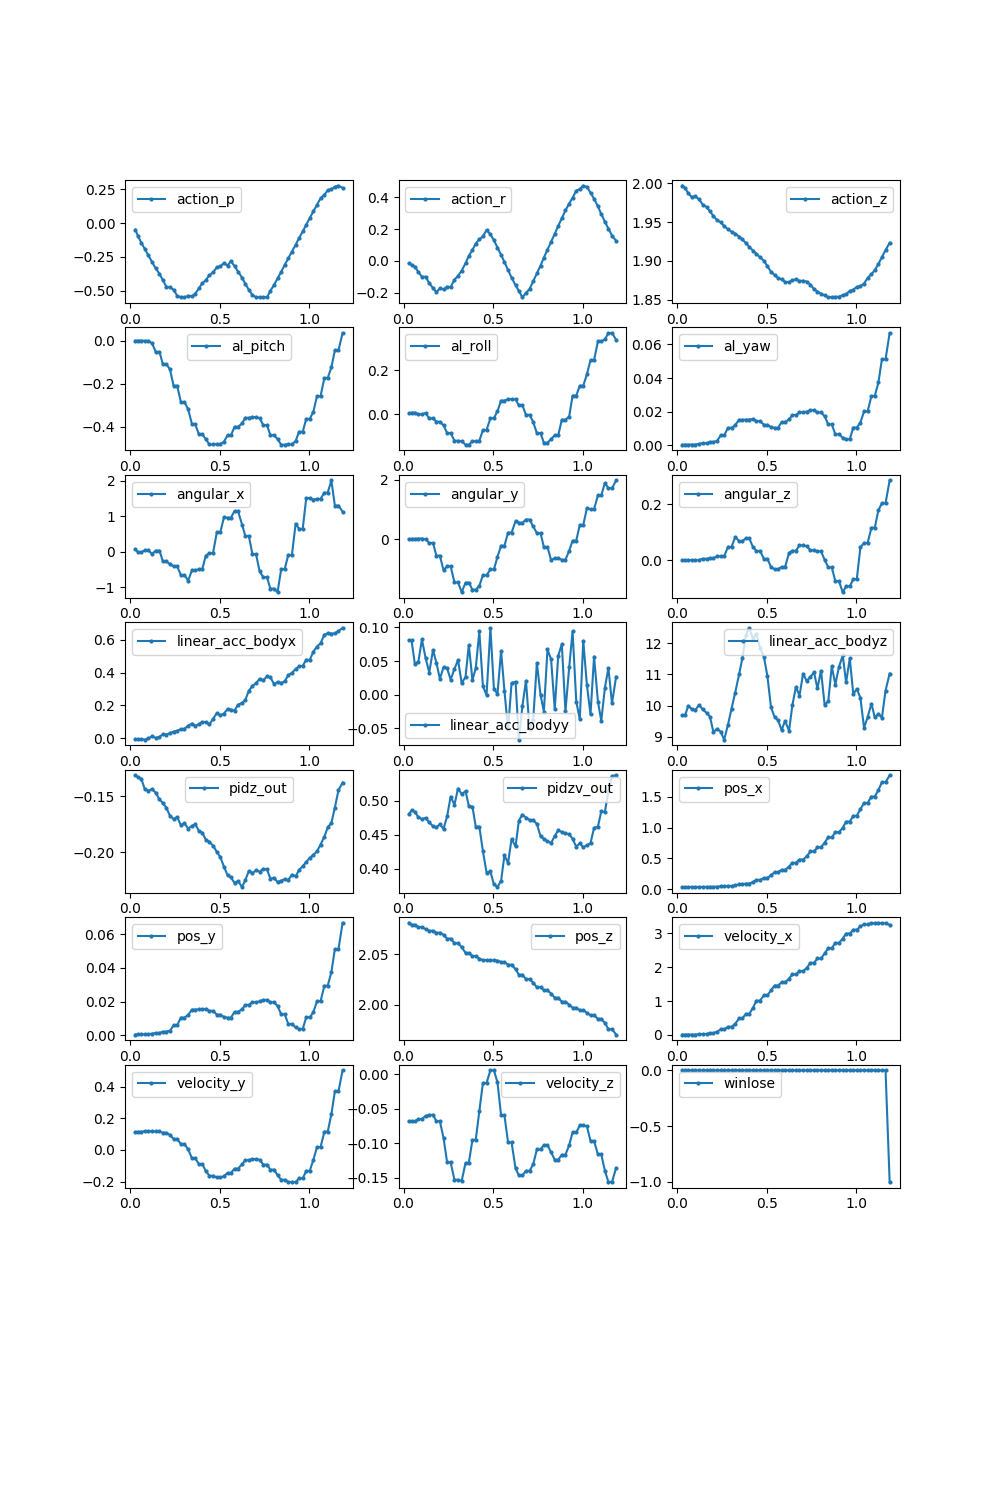 action_p
0.25
0.00
−0.25
−0.50
0.0 0.5 1.0
action_r
0.4
0.2
0.0
−0.2
0.0 0.5 1.0
action_z
2.00
1.95
1.90
1.85
0.0 0.5 1.0
al_pitch
0.0
−0.2
−0.4
0.0 0.5 1.0
al_roll
0.2
0.0
0.0 0.5 1.0
al_yaw
0.06
0.04
0.02
0.00
0.0 0.5 1.0
angular_x
2
1
0
−1
0.0 0.5 1.0
angular_y
2
0
0.0 0.5 1.0
angular_z
0.2
0.0
0.0 0.5 1.0
linear_acc_bodyx
0.6
0.4
0.2
0.0
0.0 0.5 1.0
linear_acc_bodyy
0.10
0.05
0.00
−0.05
0.0 0.5 1.0
linear_acc_bodyz
12
11
10
9
0.0 0.5 1.0
pidz_out
−0.15
−0.20
0.0 0.5 1.0
pidzv_out
0.50
0.45
0.40
0.0 0.5 1.0
pos_x
1.5
1.0
0.5
0.0
0.0 0.5 1.0
pos_y
0.06
0.04
0.02
0.00
0.0 0.5 1.0
pos_z
2.05
2.00
0.0 0.5 1.0
velocity_x
3
2
1
0
0.0 0.5 1.0
velocity_y
0.4
0.2
0.0
−0.2
0.0 0.5 1.0
velocity_z
0.00
−0.05
−0.10
−0.15
0.0 0.5 1.0
winlose
0.0
−0.5
−1.0
0.0 0.5 1.0